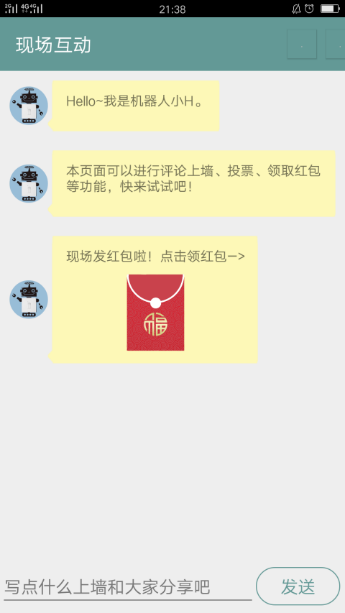 21:38
现场互动
Hello~我是机器人小H。
本页面可以进行评论上墙、投票、领取红包
等功能，快来试试吧！
现场发红包啦！点击领红包-->
福
写点什么上墙和大家分享吧
发送